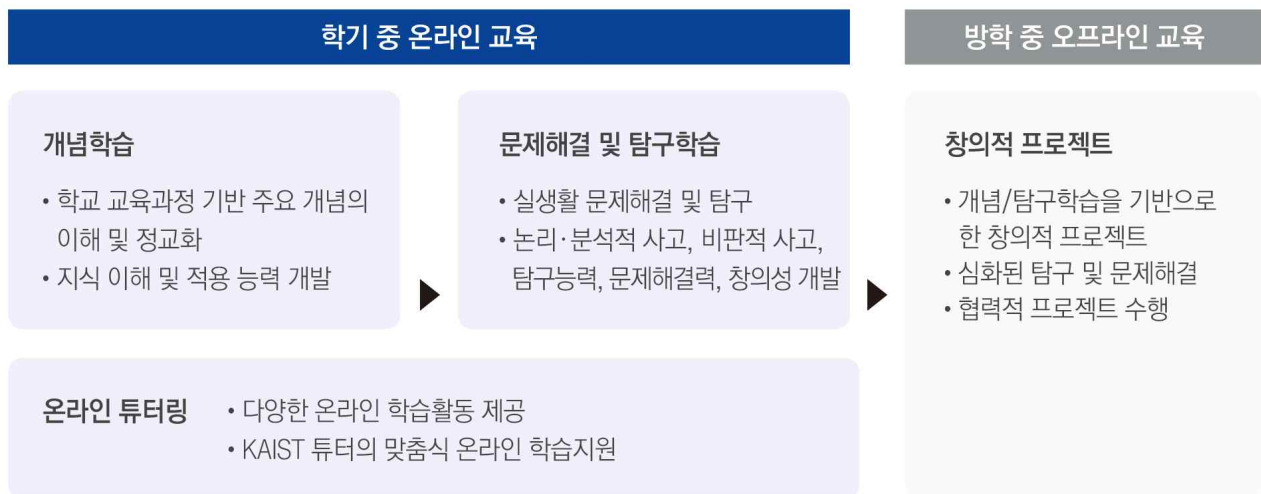 학기 중 온라인 교육
방학 중 오프라인 교육
개념학습
• 학교 교육과정 기반 주요 개념의
이해 및 정교화
• 지식 이해 및 적용 능력 개발
문제해결 및 탐구학습
• 실생활 문제해결 및 탐구
• 논리·분석적 사고, 비판적 사고,
탐구능력, 문제해결력, 창의성 개발
창의적 프로젝트
• 개념/탐구학습을 기반으로
한 창의적 프로젝트
• 심화된 탐구 및 문제해결
• 협력적 프로젝트 수행
온라인 튜터링
• 다양한 온라인 학습활동 제공
• KAIST 튜터의 맞춤식 온라인 학습지원